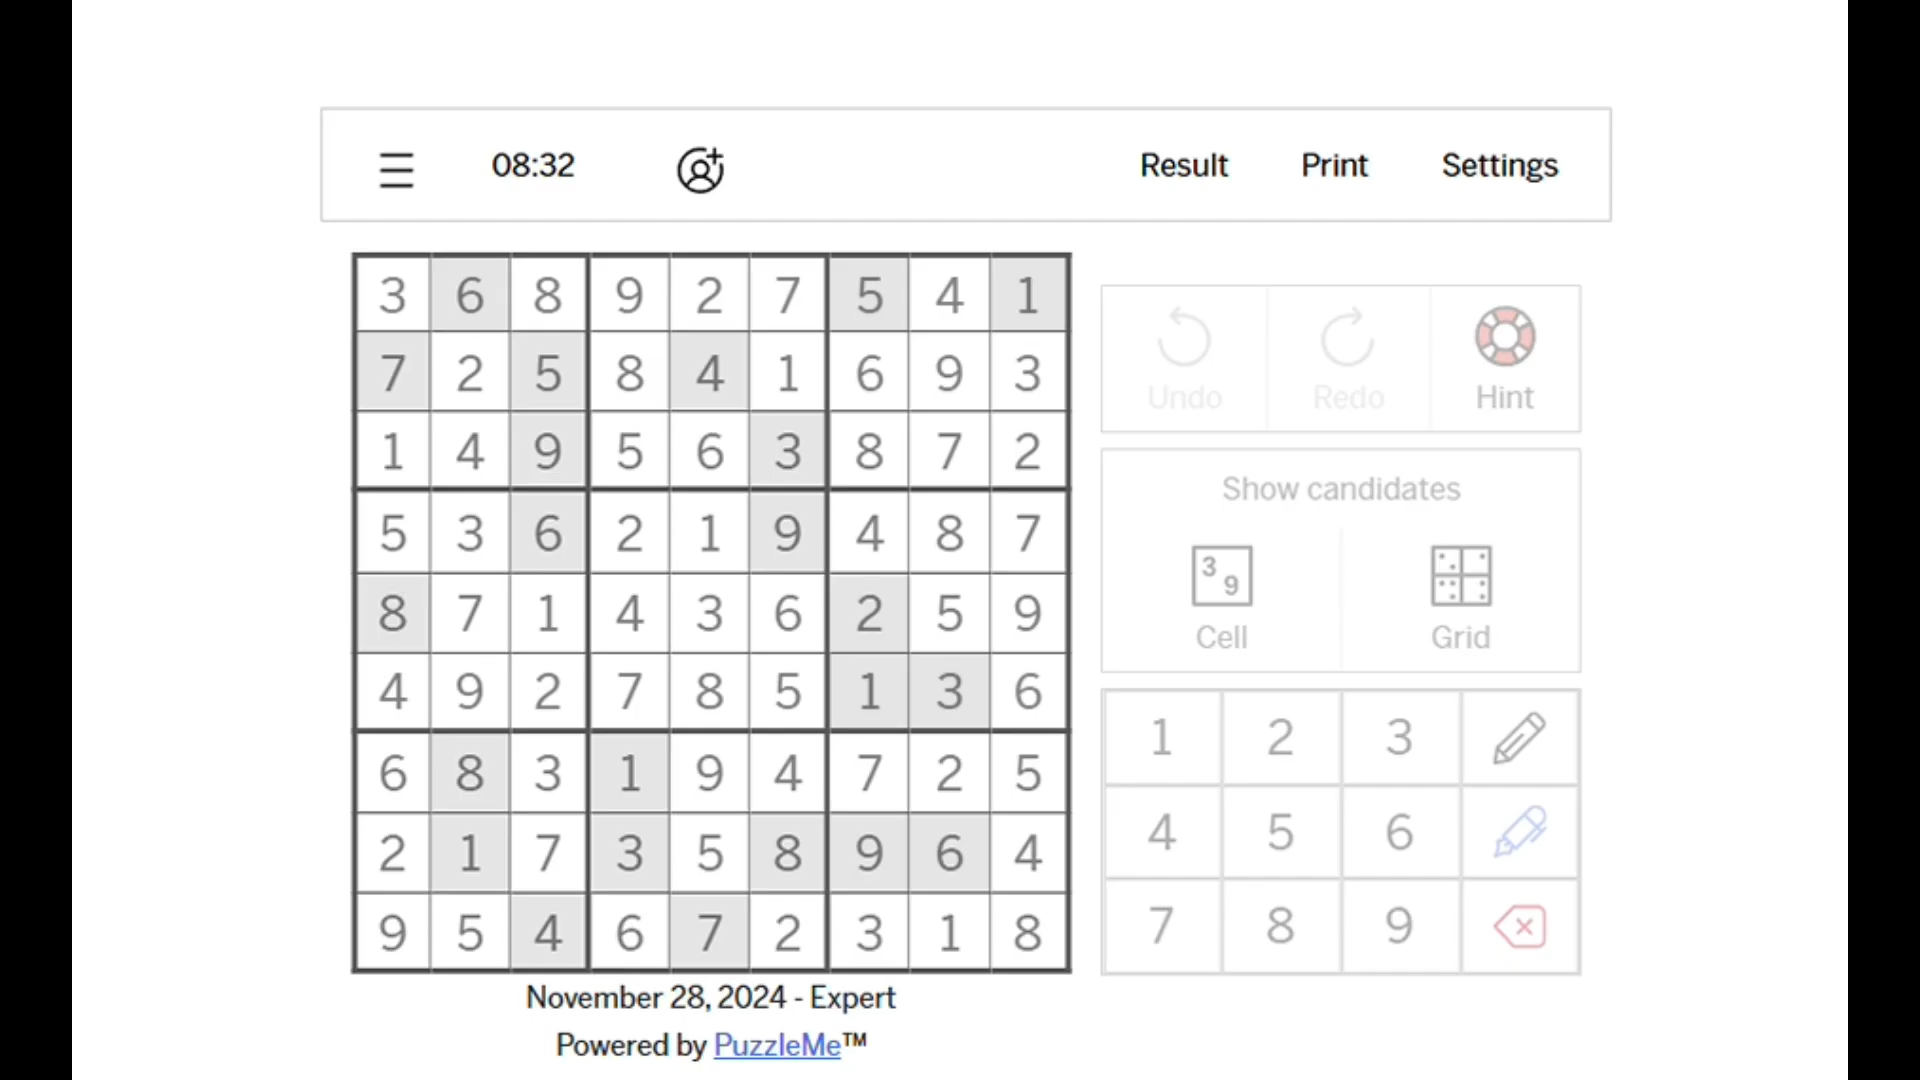 08:32 Result Print Settings
3 6 8 9 2 7 5 4 1
7 2 5 8 4 1 6 9 3
1 4 9 5 6 3 8 7 2
5 3 6 2 1 9 4 8 7
8 7 1 4 3 6 2 5 9
4 9 2 7 8 5 1 3 6
6 8 3 1 9 4 7 2 5
2 1 7 3 5 8 9 6 4
9 5 4 6 7 2 3 1 8
November 28, 2024 - Expert
Powered by PuzzleMe™
Undo Redo Hint
Show candidates
3
9
Cell Grid
1 2 3
4 5 6
7 8 9